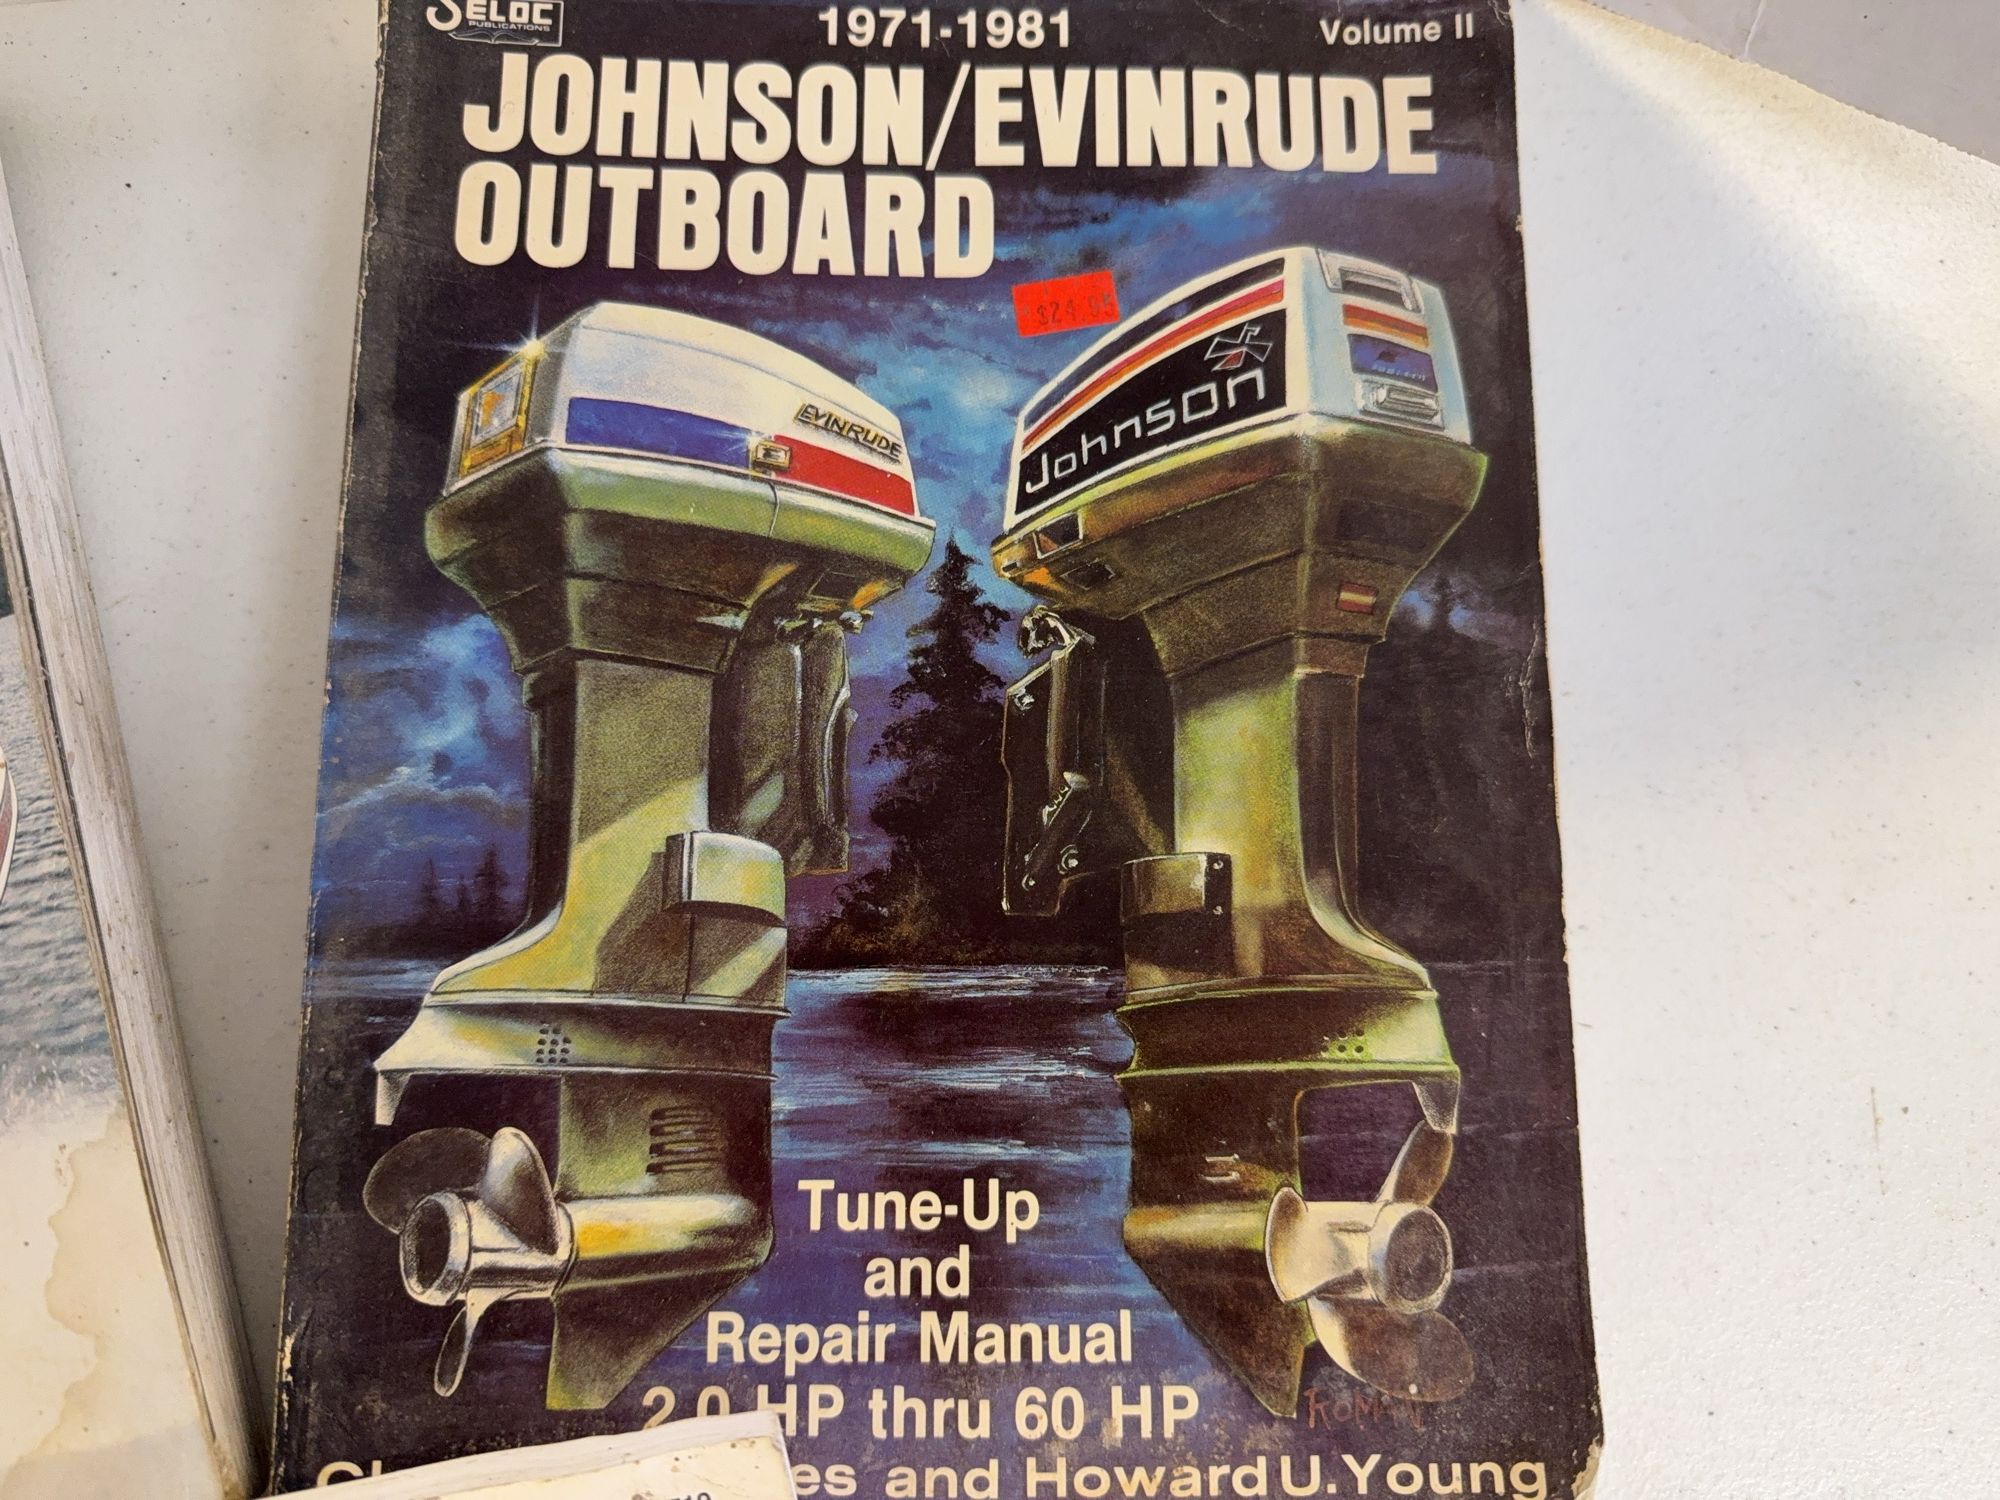 SELOC
PUBLICATIONS
1971-1981
Volume II
JOHNSON/EVINRUDE
OUTBOARD
$24.95
EVINRUDE
E
Johnson
Tune-Up
and
Repair Manual
2.0 HP thru 60 HP
ROMAN
and Howard U. Young